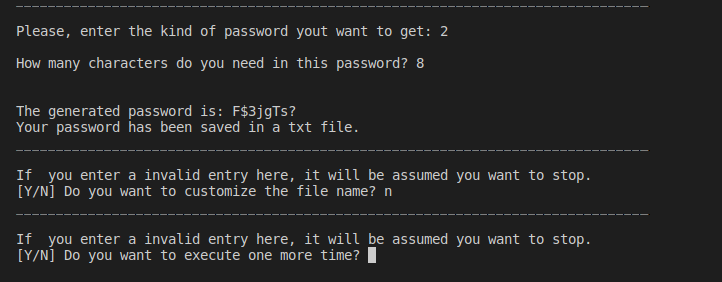 Please, enter the kind of password yout want to get: 2
How many characters do you need in this password? 8
The generated password is: F$3jgTs?
Your password has been saved in a txt file.
If  you enter a invalid entry here, it will be assumed you want to stop.
[Y/N] Do you want to customize the file name? n
If  you enter a invalid entry here, it will be assumed you want to stop.
[Y/N] Do you want to execute one more time?